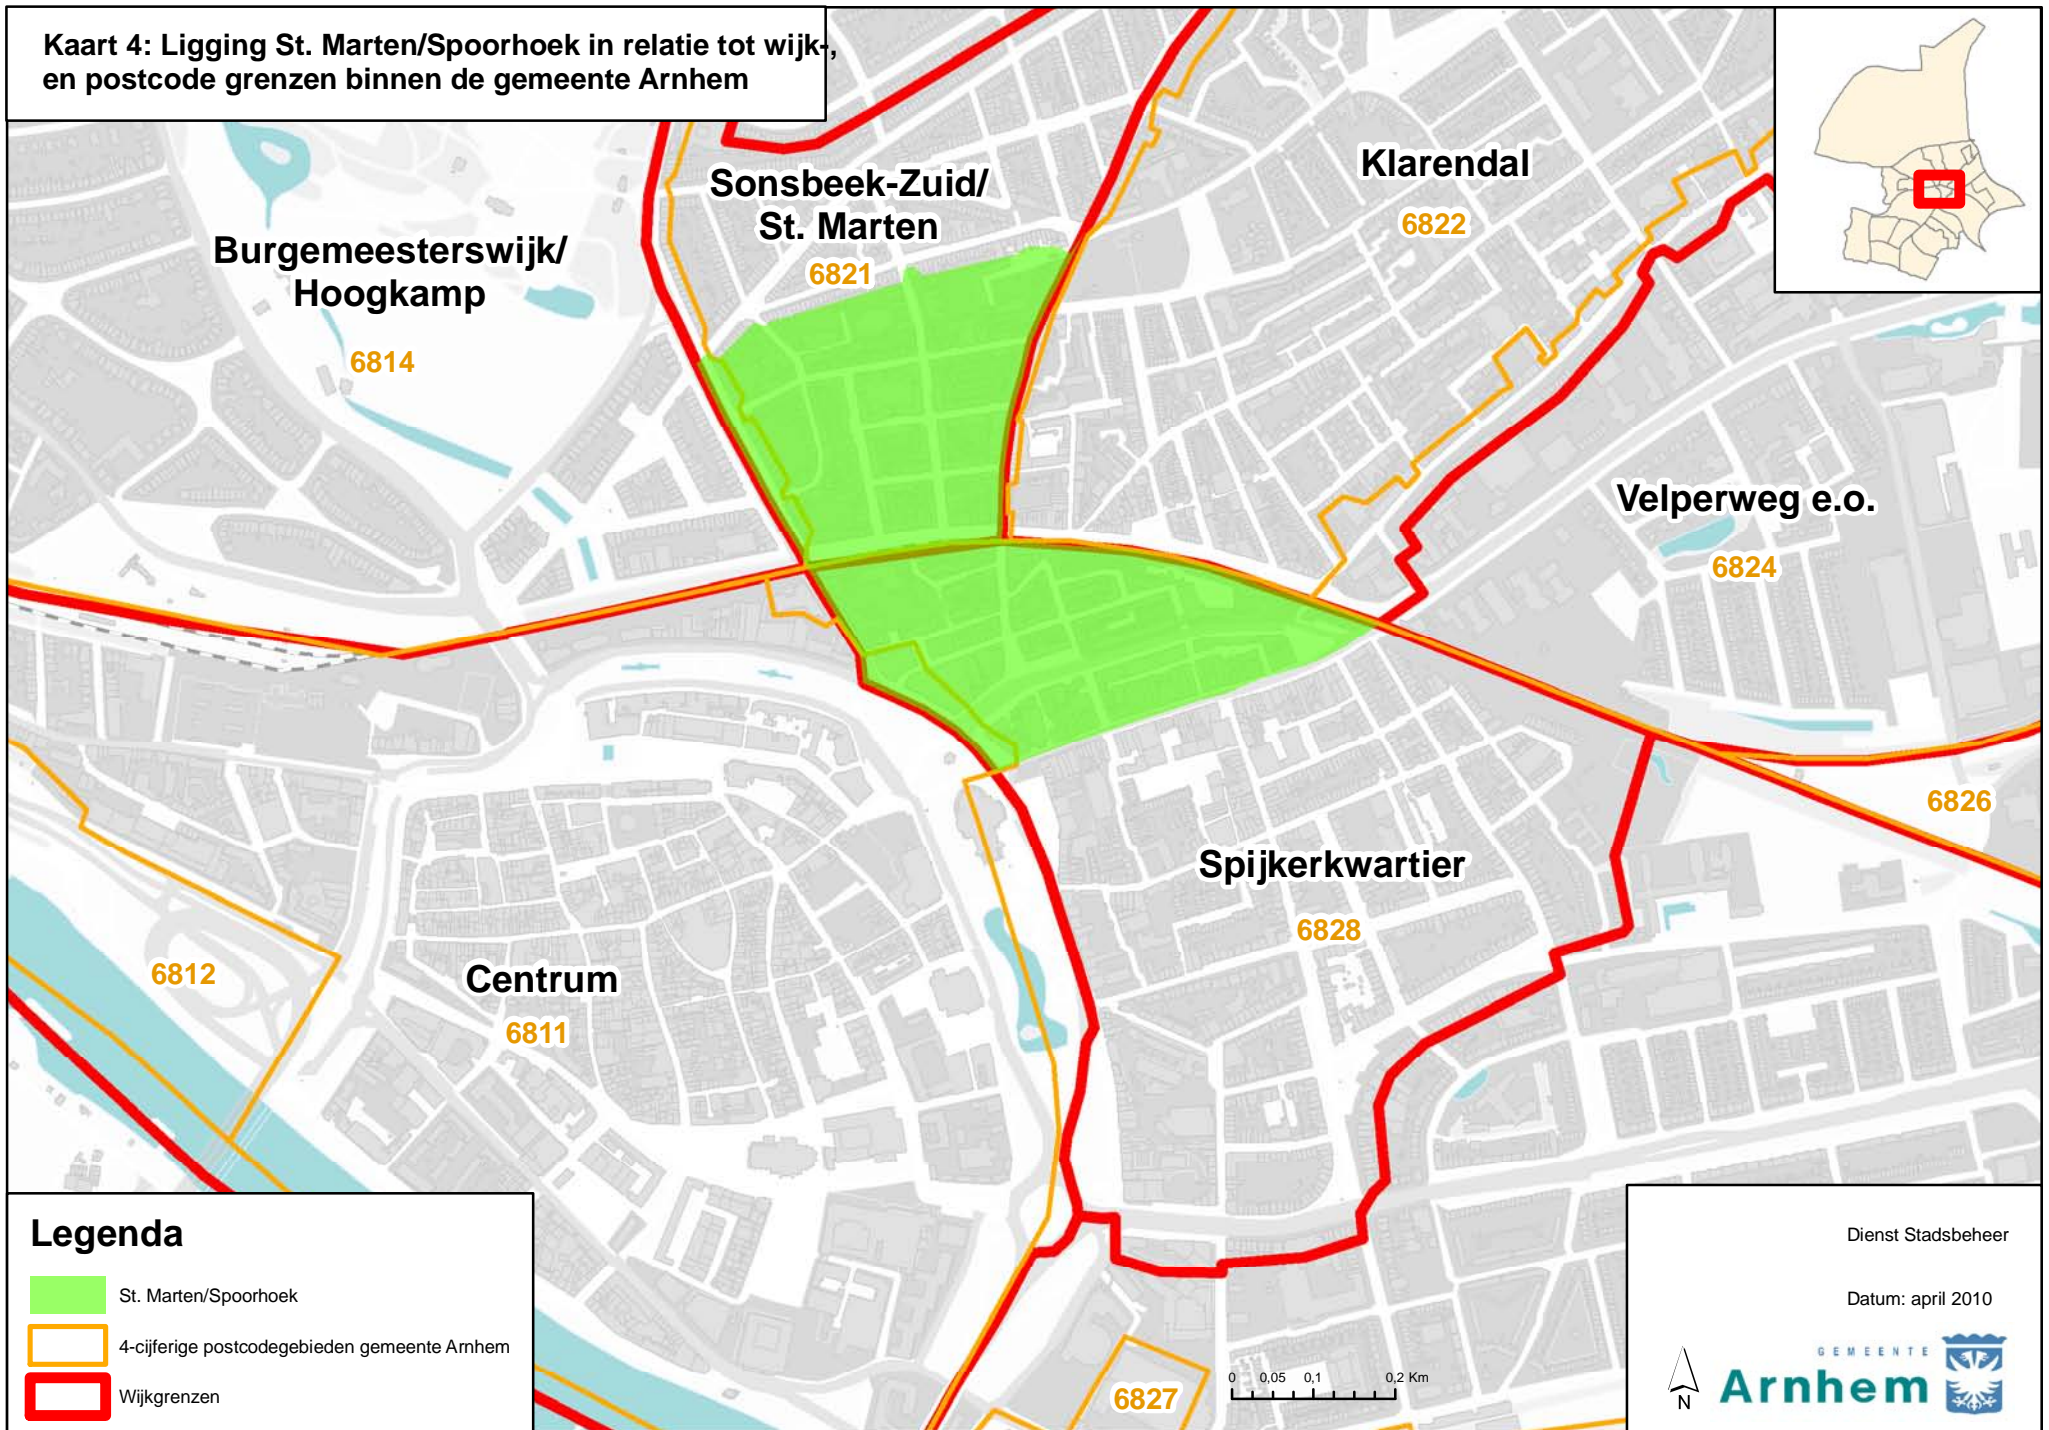 Kaart 4: Ligging St. Marten/Spoorhoek in relatie tot wijk-,
en postcode grenzen binnen de gemeente Arnhem
Sonsbeek-Zuid/
St. Marten
6821
Klarendal
6822
Burgemeesterswijk/
Hoogkamp
6814
Velperweg e.o.
6824
6826
Spijkerkwartier
6828
6812
Centrum
6811
6827
Legenda
St. Marten/Spoorhoek
4-cijferige postcodegebieden gemeente Arnhem
Wijkgrenzen
0 0,05 0,1 0,2 Km
Dienst Stadsbeheer
Datum: april 2010
N
GEMEENTE
Arnhem